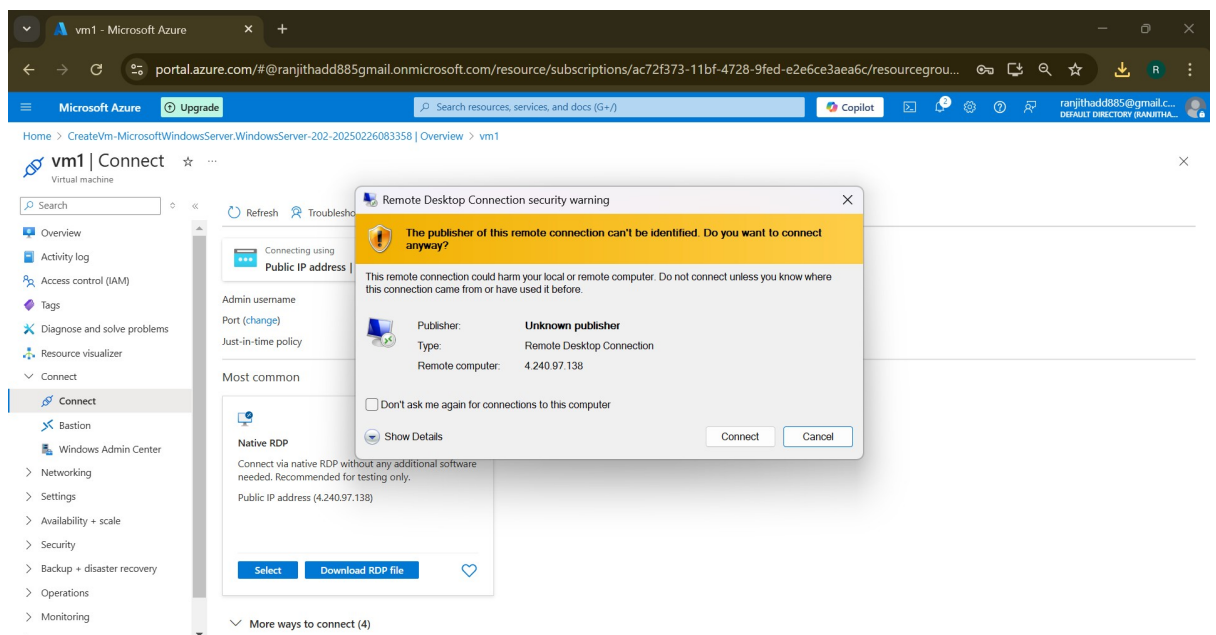 vm1 - Microsoft Azure
portal.azure.com/#@ranjithadd885gmail.onmicrosoft.com/resource/subscriptions/ac72f373-11bf-4728-9fed-e2e6ce3aea6c/resourcegrou...
R
Microsoft Azure
Upgrade
Search resources, services, and docs (G+/)
Copilot
2
ranjithadd885@gmail.c...
DEFAULT DIRECTORY (RANJITHA...
Home > CreateVm-MicrosoftWindowsServer.WindowsServer-202-20250226083358 | Overview > vm1
vm1 | Connect
Virtual machine
Search
Overview
Activity log
Access control (IAM)
Tags
Diagnose and solve problems
Resource visualizer
Connect
Connect
Bastion
Windows Admin Center
Networking
Settings
Availability + scale
Security
Backup + disaster recovery
Operations
Monitoring
Refresh
Troublesho
Connecting using
Public IP address |
Admin username
Port (change)
Just-in-time policy
Most common
Native RDP
Connect via native RDP without any additional software
needed. Recommended for testing only.
Public IP address (4.240.97.138)
Select
Download RDP file
More ways to connect (4)
Remote Desktop Connection security warning
The publisher of this remote connection can't be identified. Do you want to connect
anyway?
This remote connection could harm your local or remote computer. Do not connect unless you know where
this connection came from or have used it before.
Publisher: Unknown publisher
Type: Remote Desktop Connection
Remote computer: 4.240.97.138
Don't ask me again for connections to this computer
Show Details
Connect
Cancel